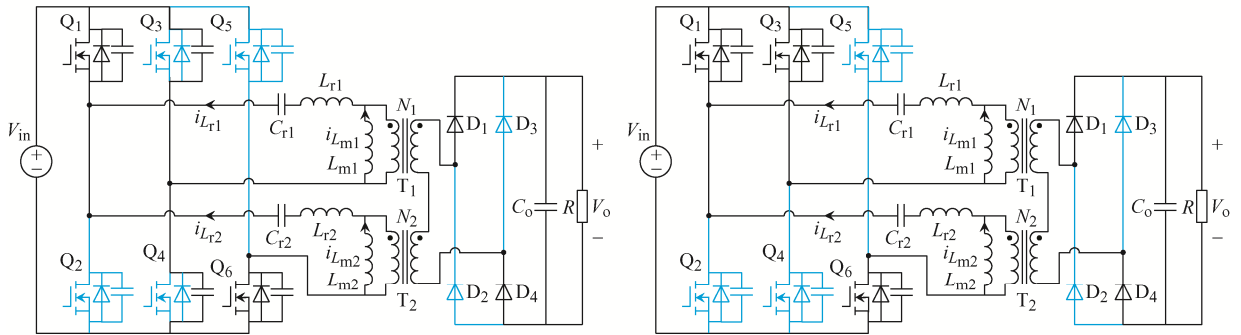 Q1 Q3 Q5
Lr1
Cr1
iLr1
N1
iLm1
Lm1
T1
D1 D3
Vin
+
−
+
Co R Vo
−
Lr2
Cr2
iLr2
N2
iLm2
Lm2
T2
Q2 Q4 Q6
D2 D4
Q1 Q3 Q5
Lr1
Cr1
iLr1
N1
iLm1
Lm1
T1
D1 D3
Vin
+
−
+
Co R Vo
−
Lr2
Cr2
iLr2
N2
iLm2
Lm2
T2
Q2 Q4 Q6
D2 D4